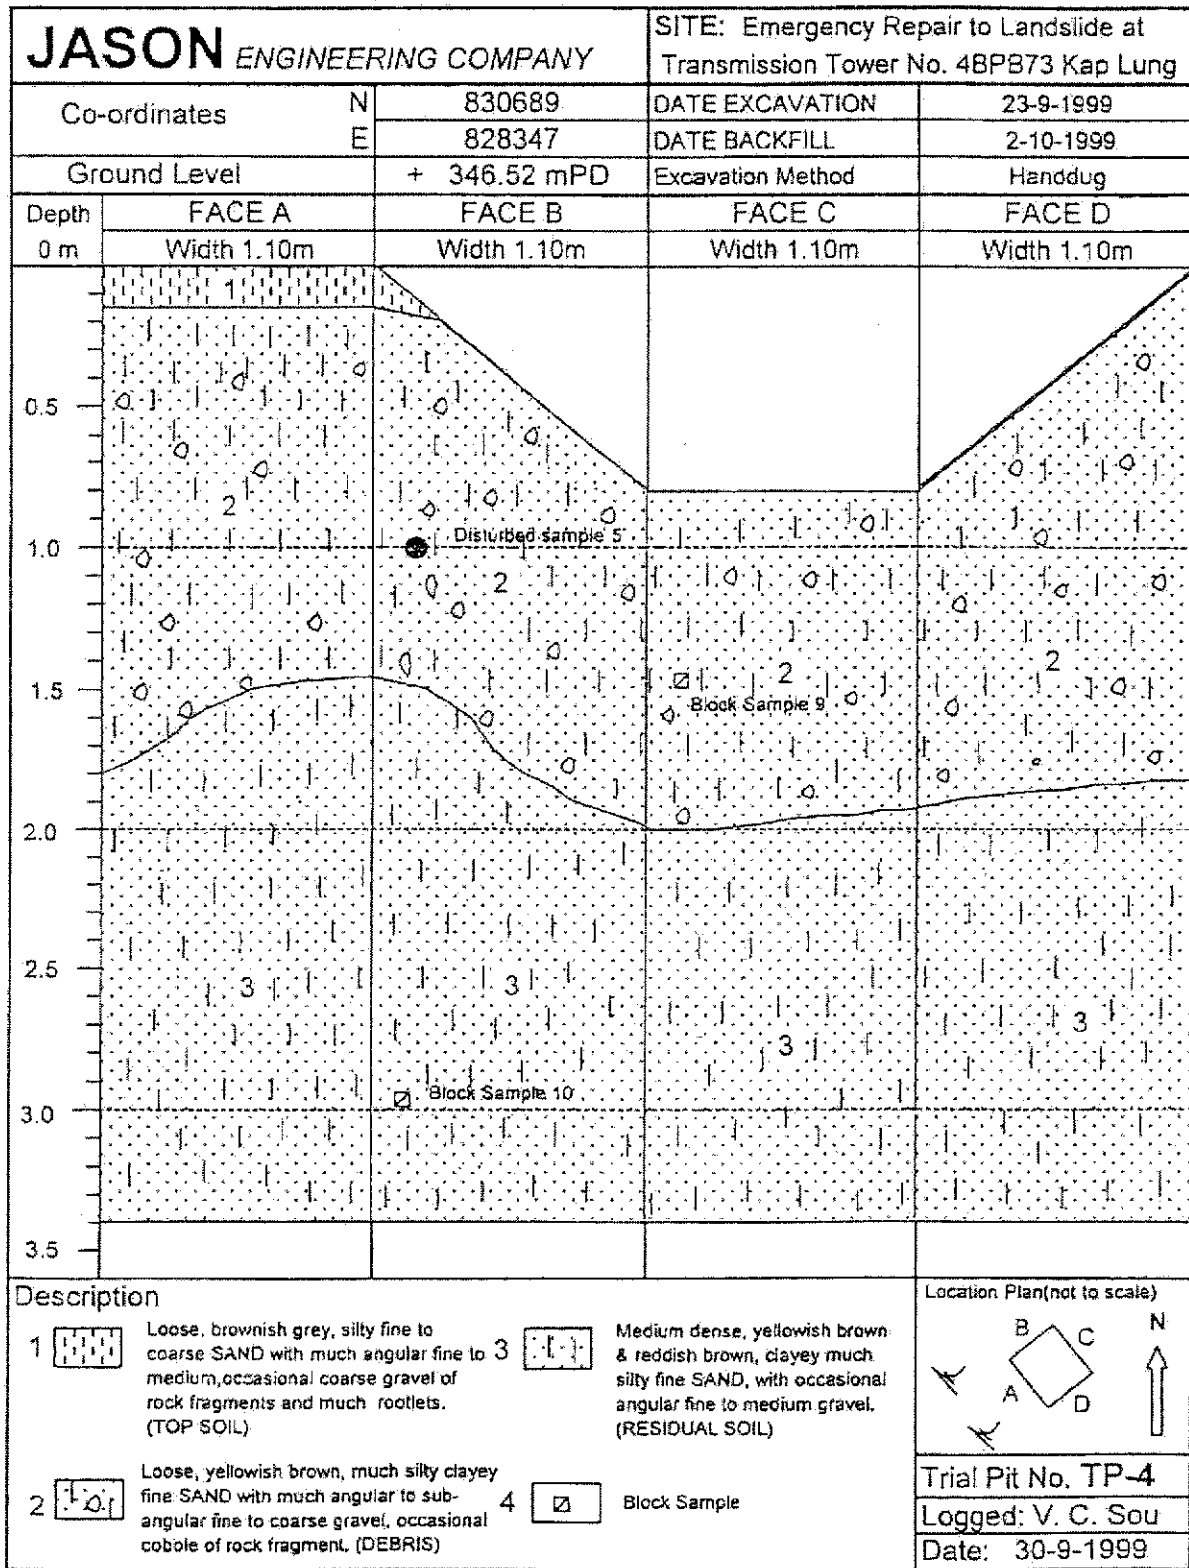 JASON ENGINEERING COMPANY
SITE: Emergency Repair to Landslide at
Transmission Tower No. 4BPB73 Kap Lung
Co-ordinates N 830689 DATE EXCAVATION 23-9-1999
E 828347 DATE BACKFILL 2-10-1999
Ground Level + 346.52 mPD Excavation Method Handdug
Depth FACE A FACE B FACE C FACE D
0 m Width 1.10m Width 1.10m Width 1.10m Width 1.10m
1
0.5
2
Disturbed sample 5
1.0
2
2
2
1.5
Block Sample 9
2.0
2.5
3
3
3
3
Block Sample 10
3.0
3.5
Description
1 Loose, brownish grey, silty fine to
coarse SAND with much angular fine to
medium,occasional coarse gravel of
rock fragments and much rootlets.
(TOP SOIL)
2 Loose, yellowish brown, much silty clayey
fine SAND with much angular to sub-
angular fine to coarse gravel, occasional
cobole of rock fragment. (DEBRIS)
3 Medium dense, yellowish brown
& reddish brown, clayey much
silty fine SAND, with occasional
angular fine to medium gravel.
(RESIDUAL SOIL)
4 Block Sample
Location Plan(not to scale)
B C N
A D
Trial Pit No. TP-4
Logged: V. C. Sou
Date: 30-9-1999